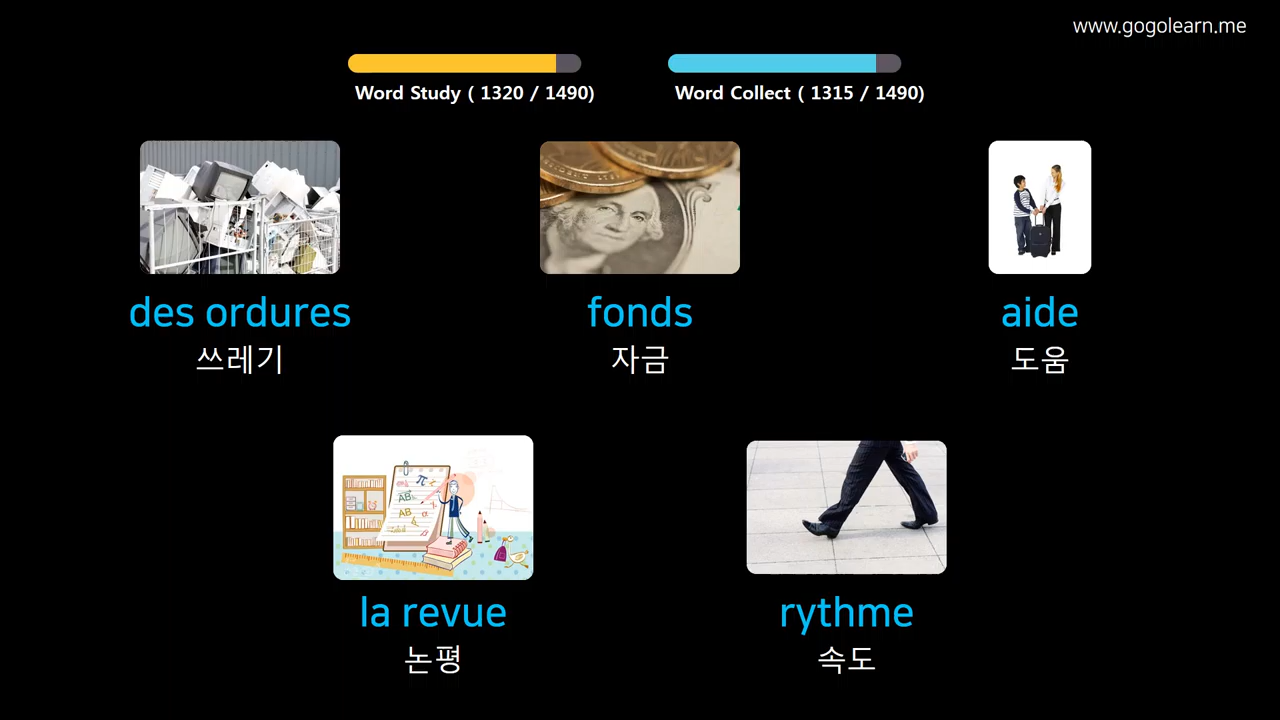 www.gogolearn.me
Word Study ( 1320 / 1490)
Word Collect ( 1315 / 1490)
des ordures
쓰레기
fonds
자금
aide
도움
la revue
논평
rythme
속도